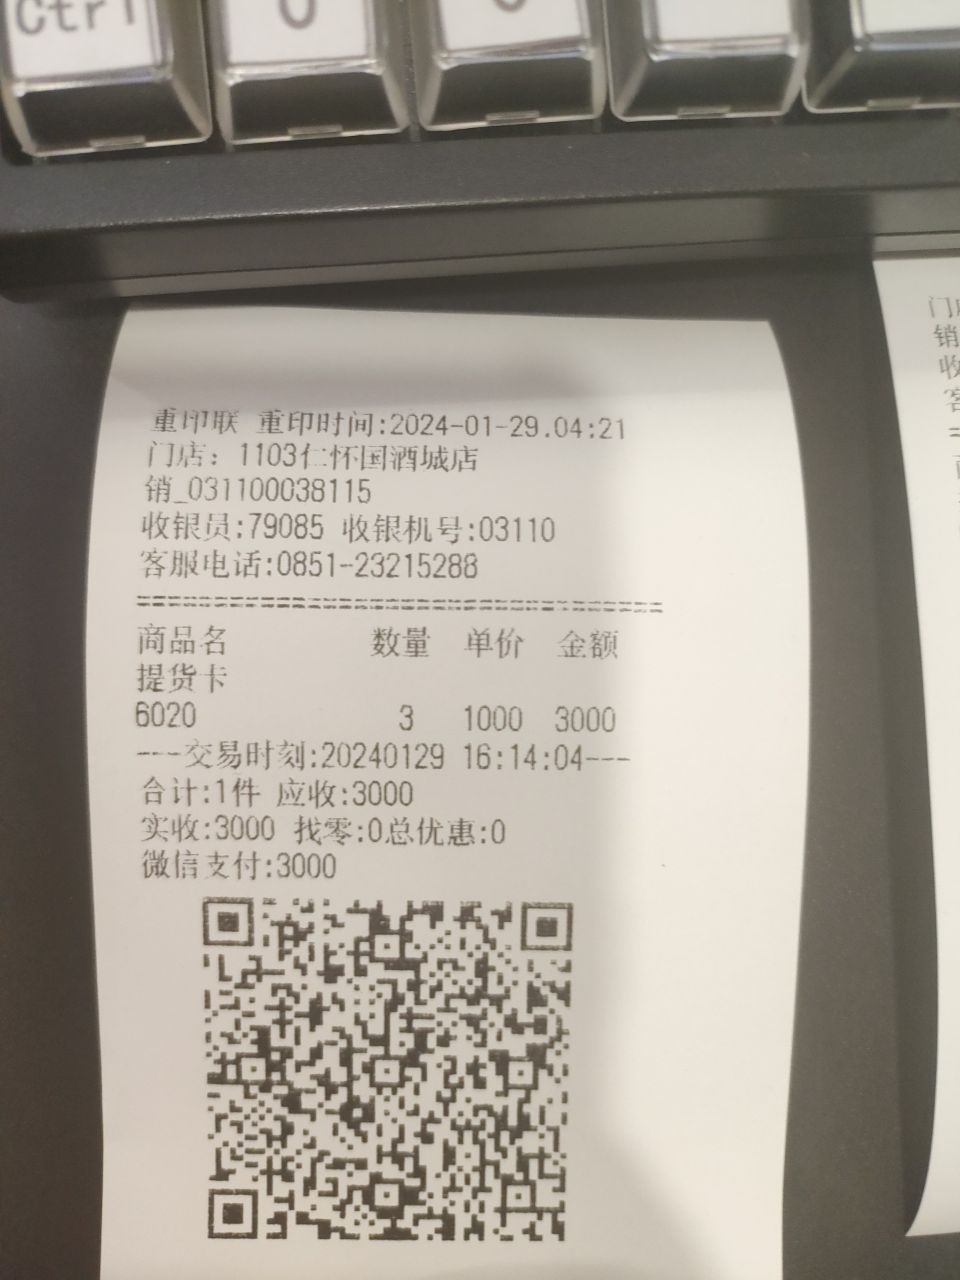 Ctrl
重印联 重印时间:2024-01-29.04:21
门店: 1103仁怀国酒城店
销_031100038115
收银员:79085 收银机号:03110
客服电话:0851-23215288
商品名 数量 单价 金额
提货卡
6020 3 1000 3000
---交易时刻:20240129 16:14:04---
合计:1件 应收:3000
实收:3000 找零:0总优惠:0
微信支付:3000
门
销
收
客